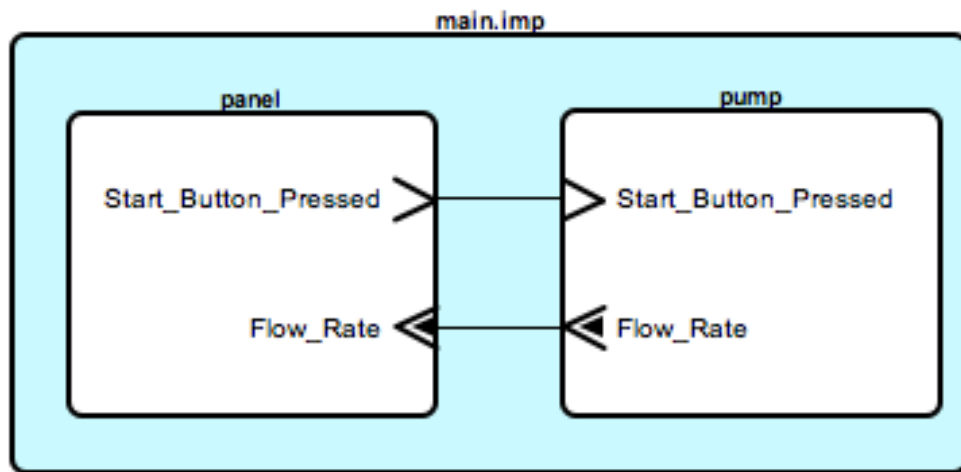 main.imp
panel
pump
Start_Button_Pressed
Start_Button_Pressed
Flow_Rate
Flow_Rate